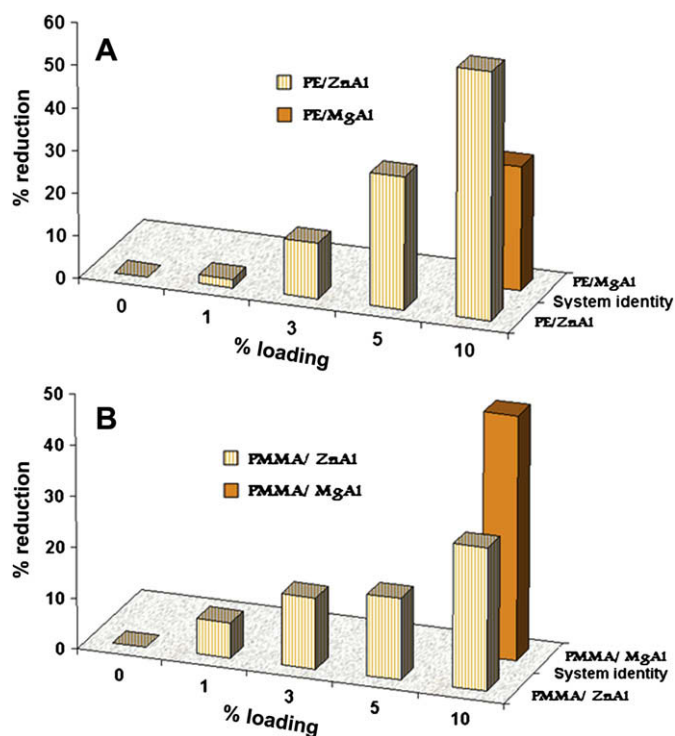 60
A
50
PE/ZnAl
40
PE/MgAl
30
20
10
0
% reduction
0
1
3
5
10
% loading
PE/MgAl
System identity
PE/ZnAl
50
B
40
PMMA/ ZnAl
PMMA/ MgAl
30
20
10
0
% reduction
0
1
3
5
10
% loading
PMMA/ MgAl
System identity
PMMA/ ZnAl